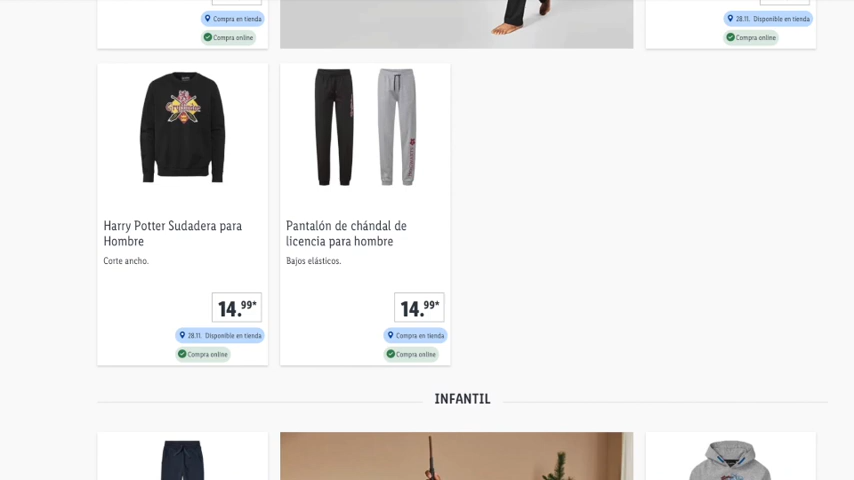 Compra en tienda
Compra online
28.11. Disponible en tienda
Compra online
Harry Potter Sudadera para
Hombre
Corte ancho.
14.99*
28.11. Disponible en tienda
Compra online
Pantalón de chándal de
licencia para hombre
Bajos elásticos.
14.99*
Compra en tienda
Compra online
INFANTIL